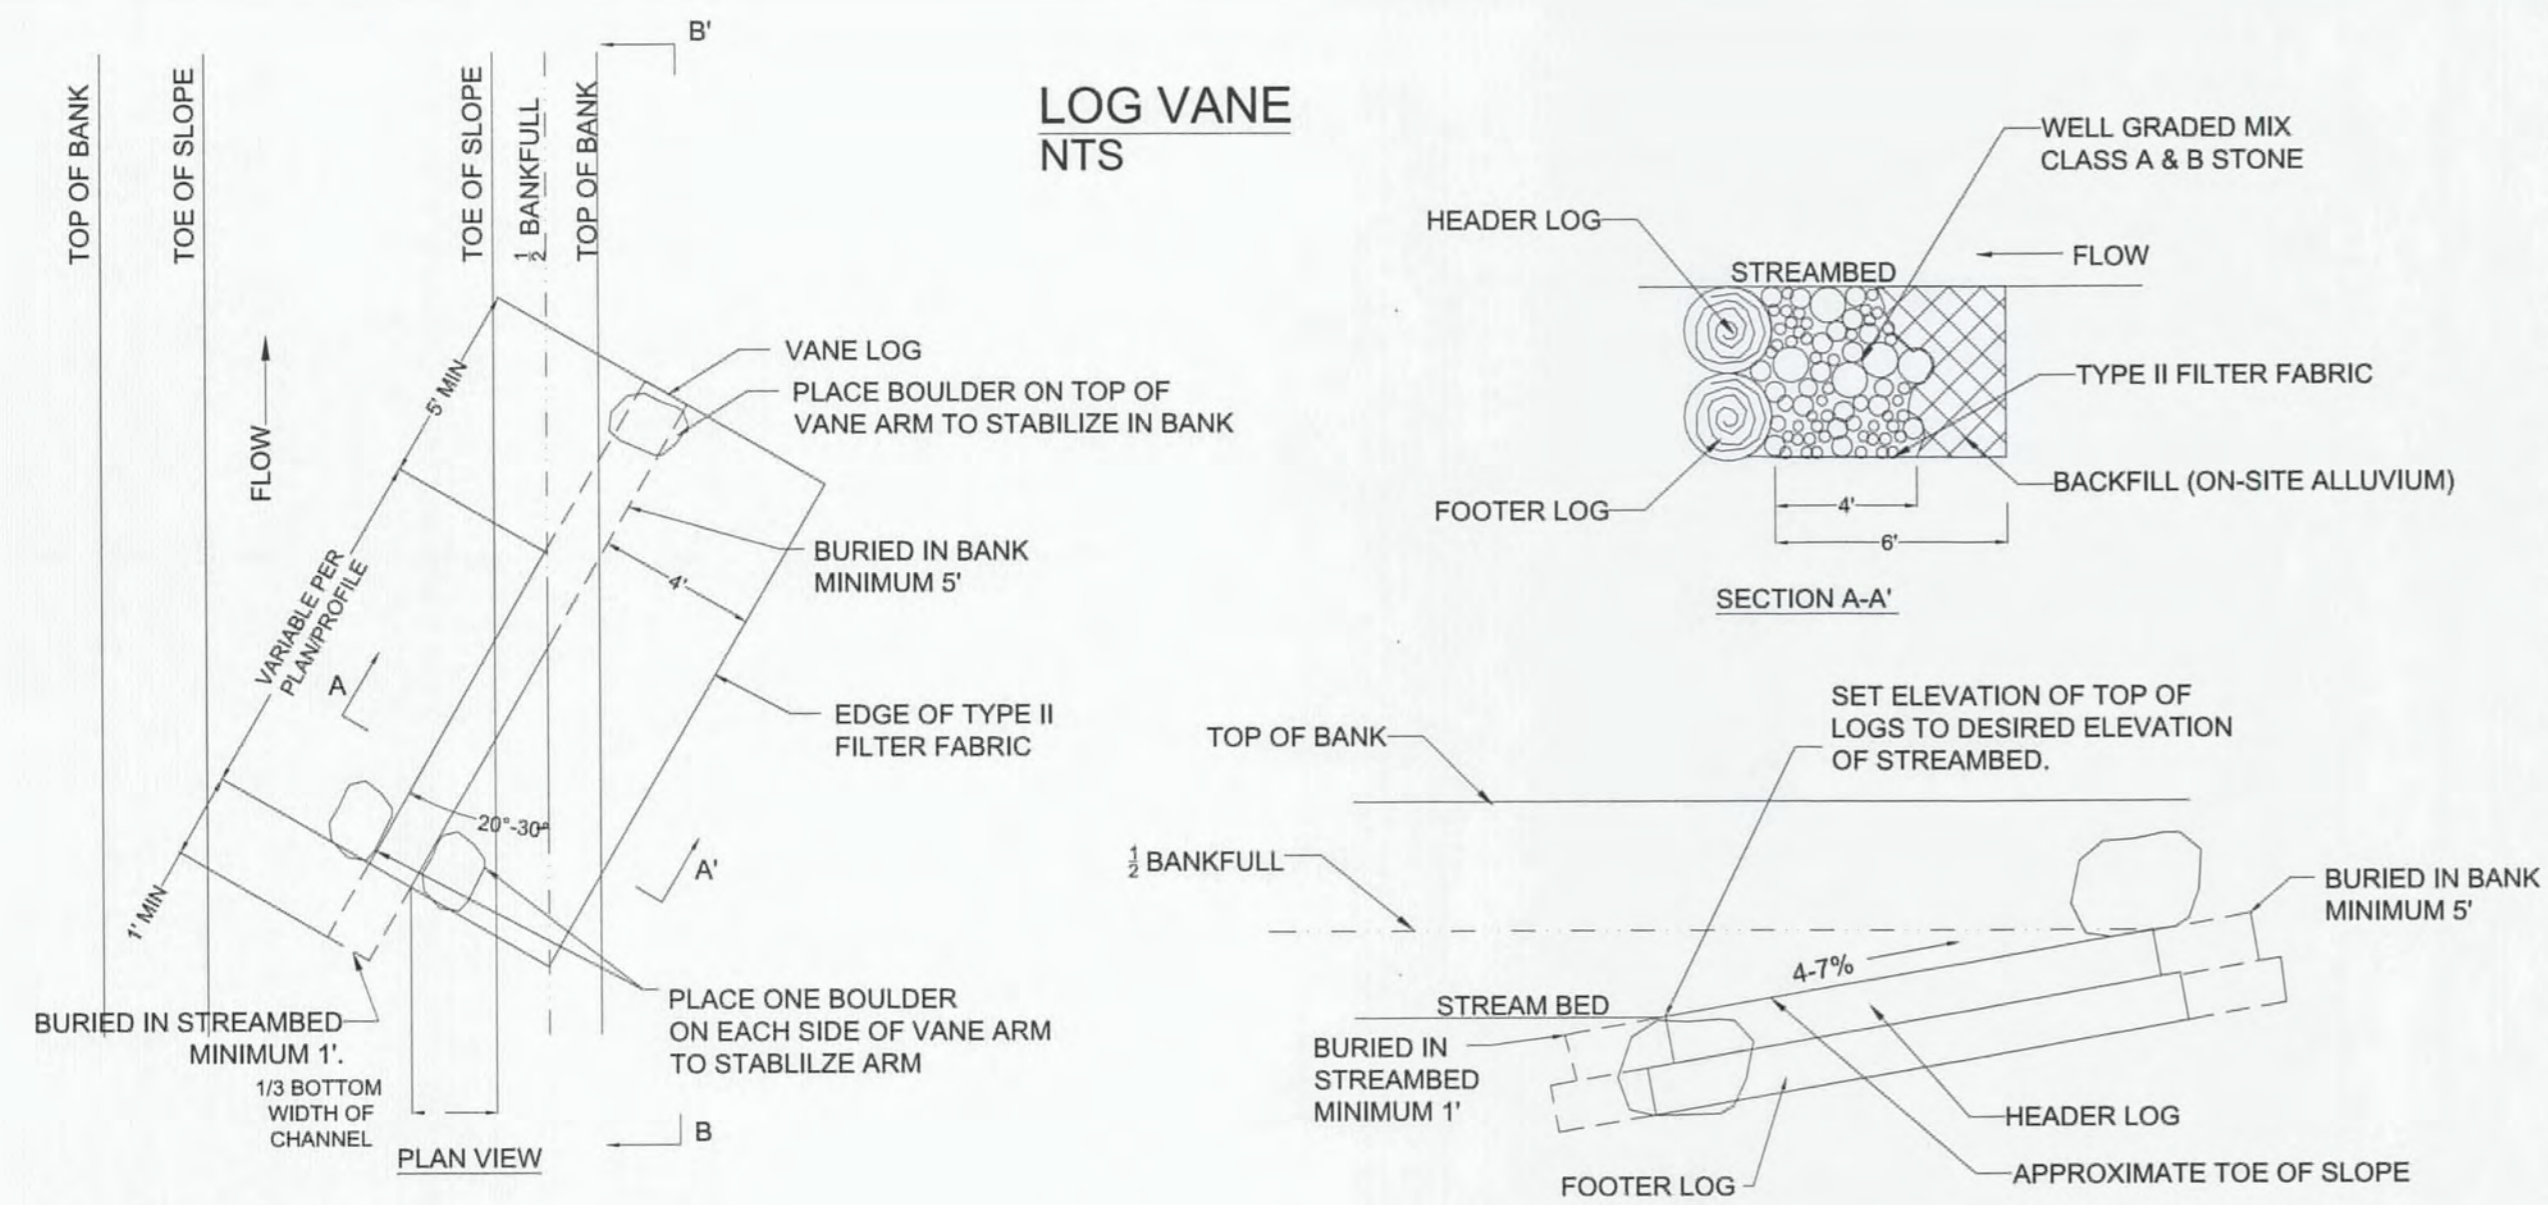 LOG VANE
NTS
TOP OF BANK
TOE OF SLOPE
TOE OF SLOPE
1/2 BANKFULL
TOP OF BANK
B'
FLOW
5' MIN
VANE LOG
PLACE BOULDER ON TOP OF
VANE ARM TO STABILIZE IN BANK
BURIED IN BANK
MINIMUM 5'
4'
VARIABLE PER
PLAN/PROFILE
A
EDGE OF TYPE II
FILTER FABRIC
20°-30°
A'
1' MIN
PLACE ONE BOULDER
ON EACH SIDE OF VANE ARM
TO STABLILZE ARM
BURIED IN STREAMBED
MINIMUM 1'.
1/3 BOTTOM
WIDTH OF
CHANNEL
B
PLAN VIEW
WELL GRADED MIX
CLASS A & B STONE
HEADER LOG
FLOW
STREAMBED
TYPE II FILTER FABRIC
BACKFILL (ON-SITE ALLUVIUM)
FOOTER LOG
4'
6'
SECTION A-A'
SET ELEVATION OF TOP OF
LOGS TO DESIRED ELEVATION
OF STREAMBED.
TOP OF BANK
1/2 BANKFULL
BURIED IN BANK
MINIMUM 5'
4-7%
STREAM BED
BURIED IN
STREAMBED
MINIMUM 1'
HEADER LOG
APPROXIMATE TOE OF SLOPE
FOOTER LOG